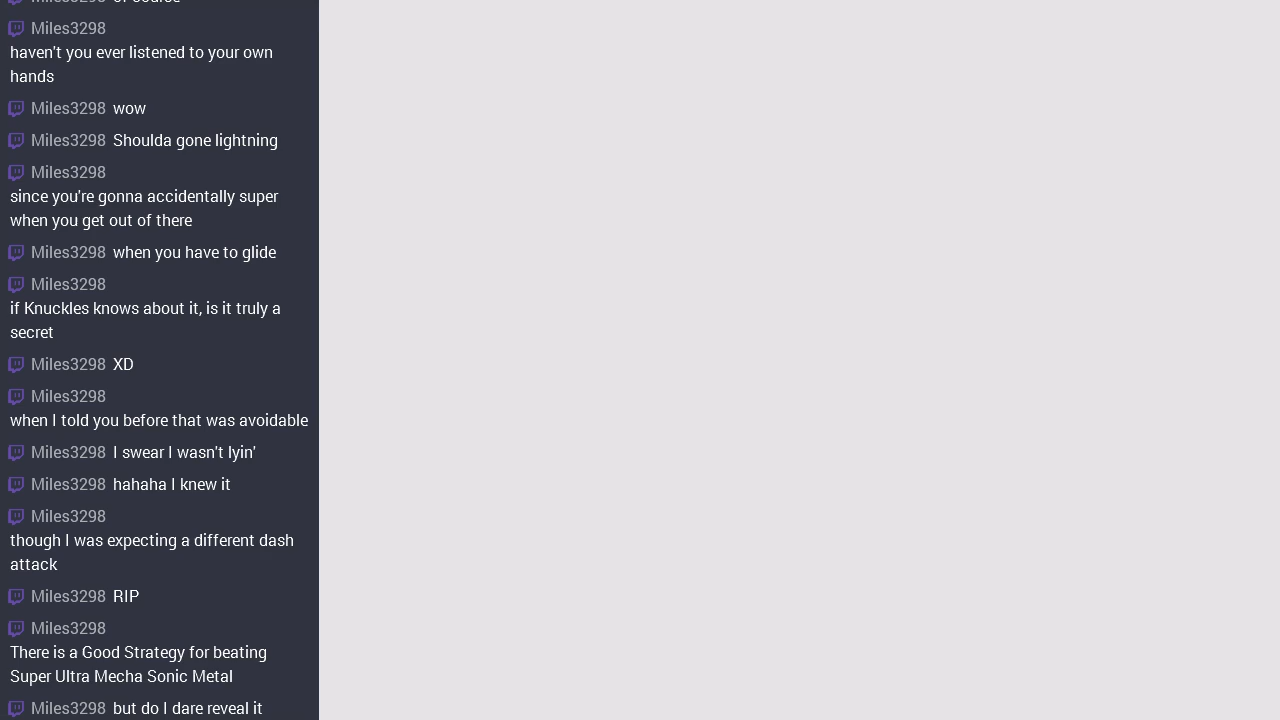 Miles3298 of course
Miles3298
haven't you ever listened to your own
hands
Miles3298 wow
Miles3298 Shoulda gone lightning
Miles3298
since you're gonna accidentally super
when you get out of there
Miles3298 when you have to glide
Miles3298
if Knuckles knows about it, is it truly a
secret
Miles3298 XD
Miles3298
when I told you before that was avoidable
Miles3298 I swear I wasn't lyin'
Miles3298 hahaha I knew it
Miles3298
though I was expecting a different dash
attack
Miles3298 RIP
Miles3298
There is a Good Strategy for beating
Super Ultra Mecha Sonic Metal
Miles3298 but do I dare reveal it